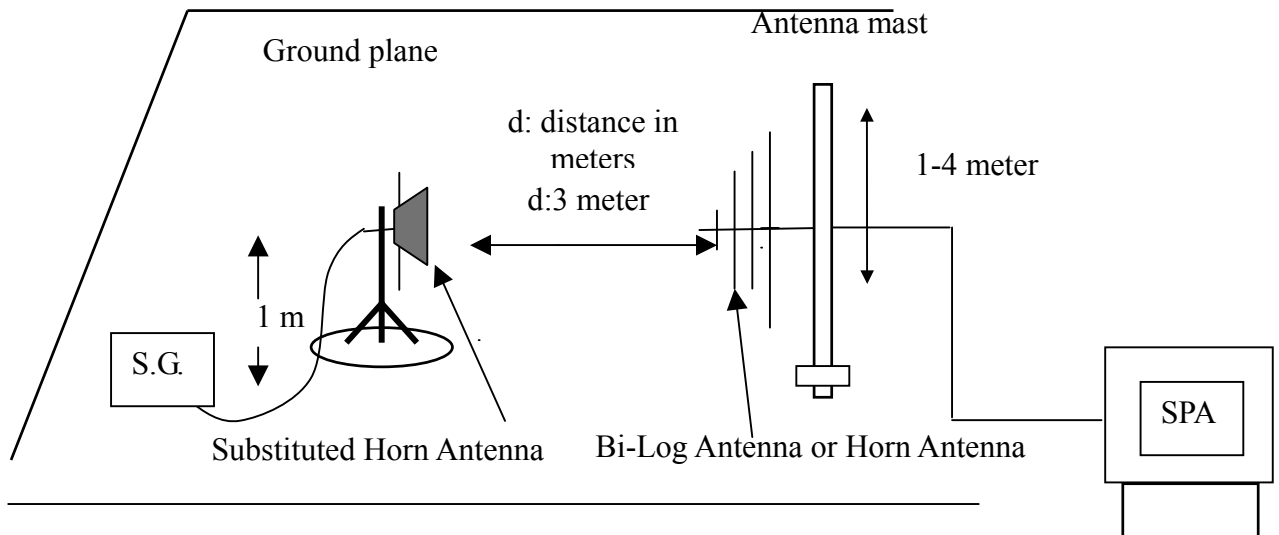 Antenna mast
Ground plane
d: distance in
meters
d:3 meter
1-4 meter
1 m
S.G.
SPA
Substituted Horn Antenna
Bi-Log Antenna or Horn Antenna